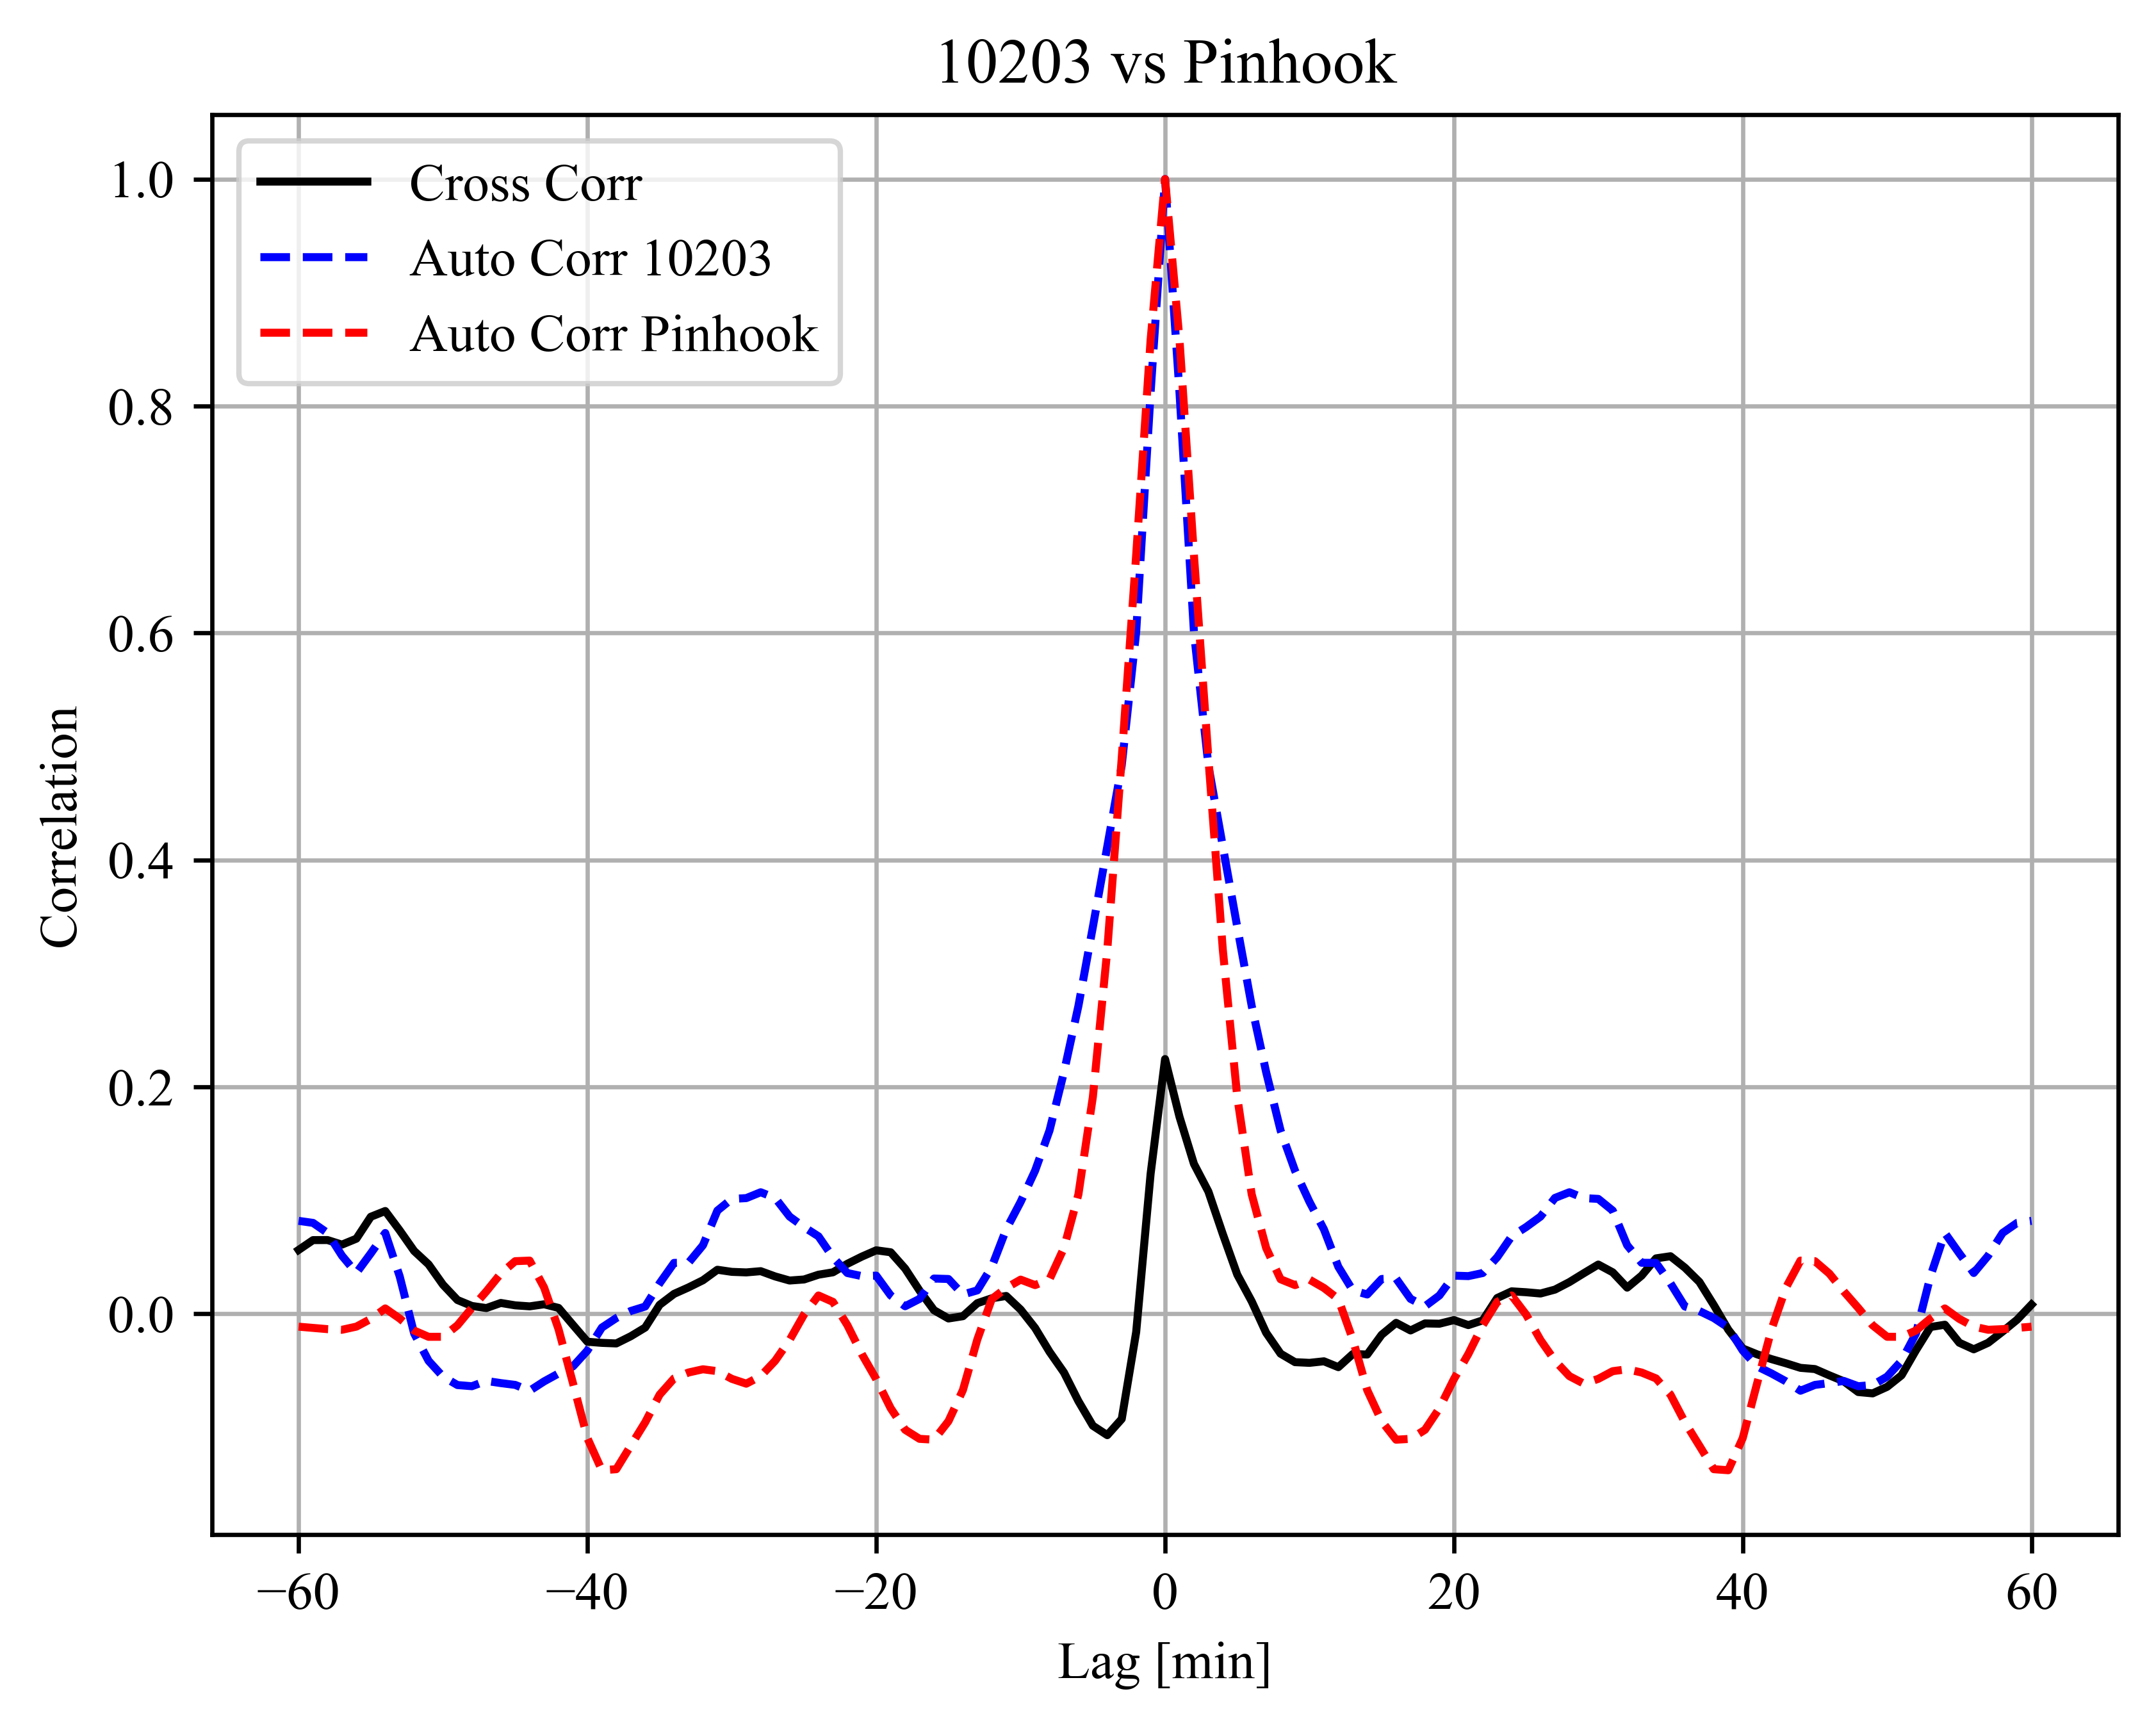 10203 vs Pinhook
Cross Corr
Auto Corr 10203
Auto Corr Pinhook
1.0
0.8
0.6
0.4
0.2
0.0
Correlation
−60 −40 −20 0 20 40 60
Lag [min]